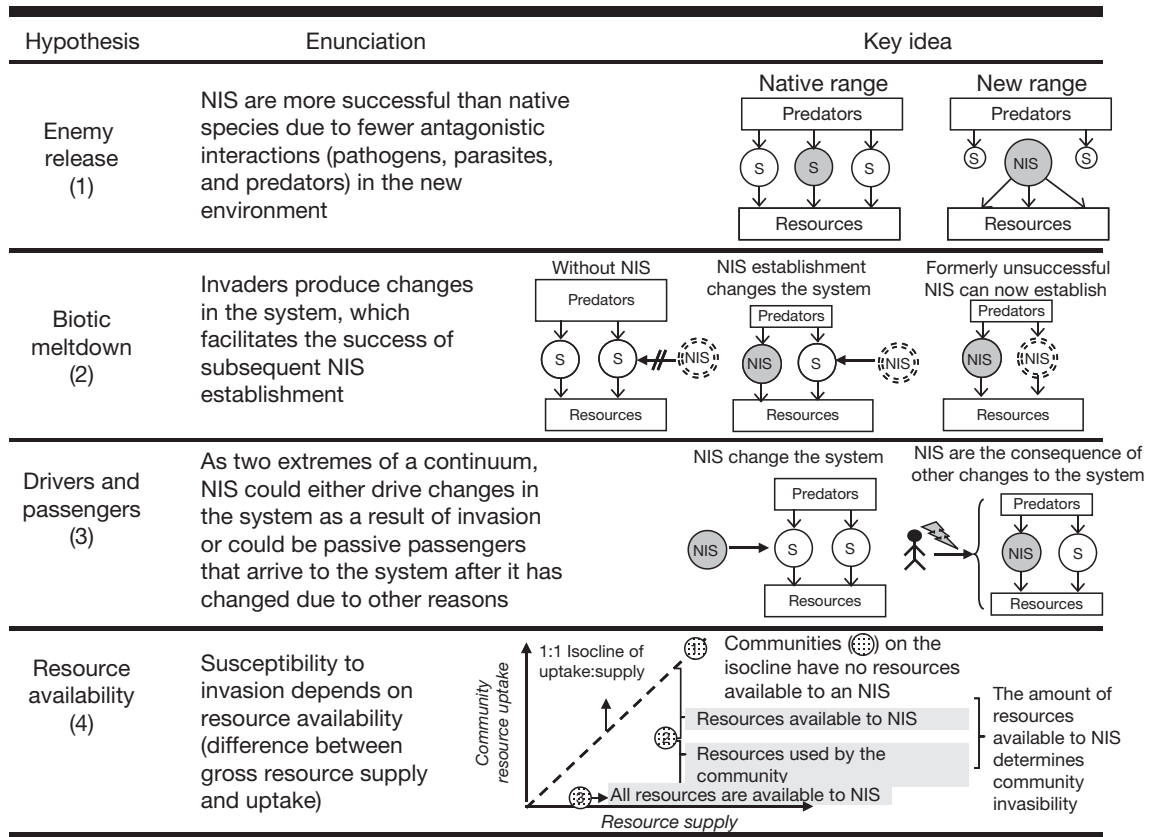 Hypothesis Enunciation Key idea
Enemy
release
(1)
NIS are more successful than native
species due to fewer antagonistic
interactions (pathogens, parasites,
and predators) in the new
environment
Native range New range
Predators Predators
S S S S NIS S
Resources Resources
Biotic
meltdown
(2)
Invaders produce changes
in the system, which
facilitates the success of
subsequent NIS
establishment
Without NIS
Predators
S S NIS
Resources
NIS establishment
changes the system
Predators
NIS S NIS
Resources
Formerly unsuccessful
NIS can now establish
Predators
NIS NIS
Resources
Drivers and
passengers
(3)
As two extremes of a continuum,
NIS could either drive changes in
the system as a result of invasion
or could be passive passengers
that arrive to the system after it has
changed due to other reasons
NIS change the system
Predators
NIS S S
Resources
NIS are the consequence of
other changes to the system
Predators
NIS S
Resources
Resource
availability
(4)
Susceptibility to
invasion depends on
resource availability
(difference between
gross resource supply
and uptake)
Community
resource uptake
1:1 Isocline of
uptake:supply
1
2
3
Resource supply
Communities ( ) on the
isocline have no resources
available to an NIS
Resources available to NIS
Resources used by the
community
All resources are available to NIS
The amount of
resources
available to NIS
determines
community
invasibility